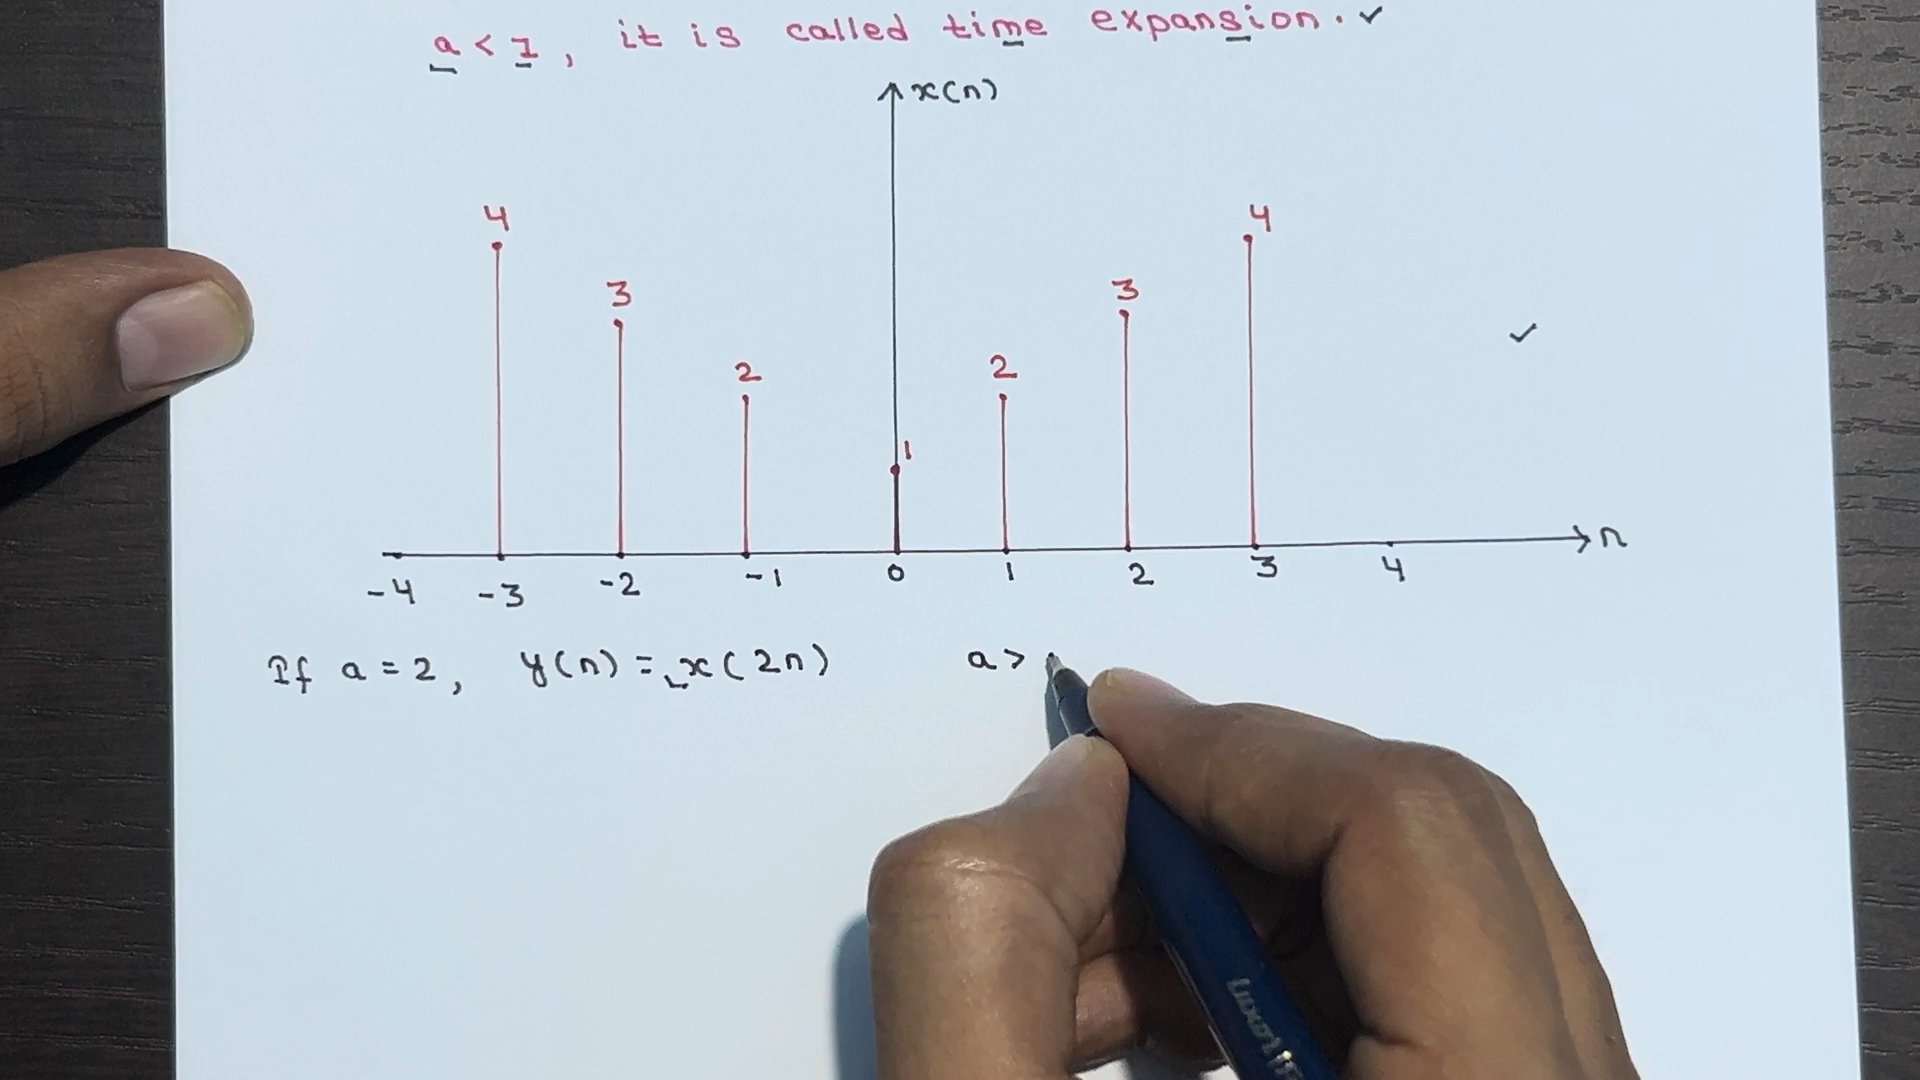 a < 1, it is called time expansion. ✓
x(n)
4 3 2 1 2 3 4
✓
n
-4 -3 -2 -1 0 1 2 3 4
If a = 2, y(n) = x(2n) a >
Luxor